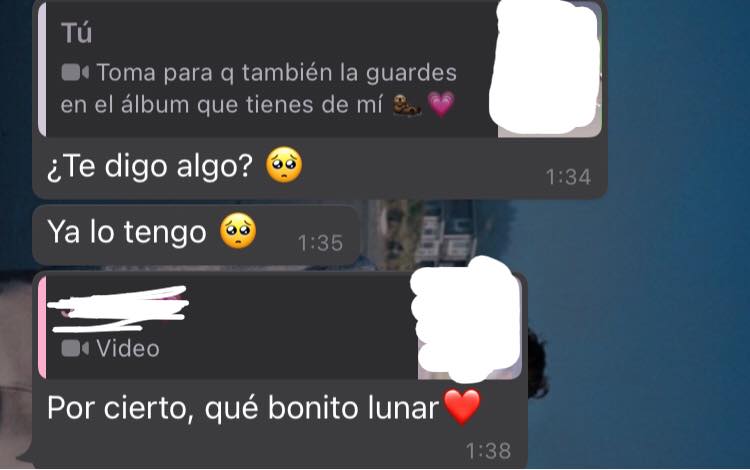 Tú
Toma para q también la guardes
en el álbum que tienes de mí 🦦💗
¿Te digo algo? 🥺
1:34
Ya lo tengo 🥺
1:35
Video
Por cierto, qué bonito lunar❤️
1:38